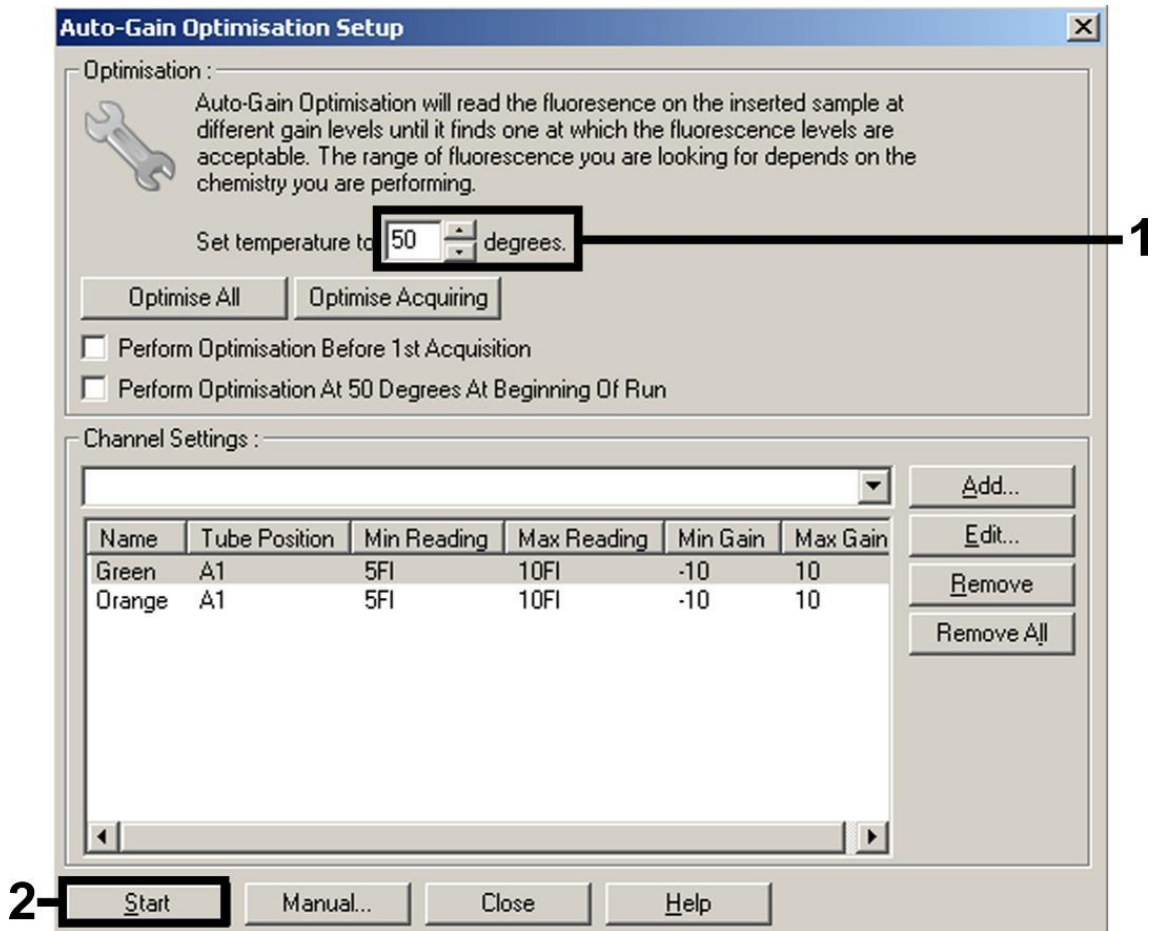 Auto-Gain Optimisation Setup
Optimisation :
Auto-Gain Optimisation will read the fluoresence on the inserted sample at
different gain levels until it finds one at which the fluorescence levels are
acceptable. The range of fluorescence you are looking for depends on the
chemistry you are performing.
Set temperature to 50 degrees.
1
Optimise All Optimise Acquiring
Perform Optimisation Before 1st Acquisition
Perform Optimisation At 50 Degrees At Beginning Of Run
Channel Settings :
Add...
Name Tube Position Min Reading Max Reading Min Gain Max Gain
Edit...
Green A1 5Fl 10Fl -10 10
Remove
Orange A1 5Fl 10Fl -10 10
Remove All
2
Start Manual... Close Help